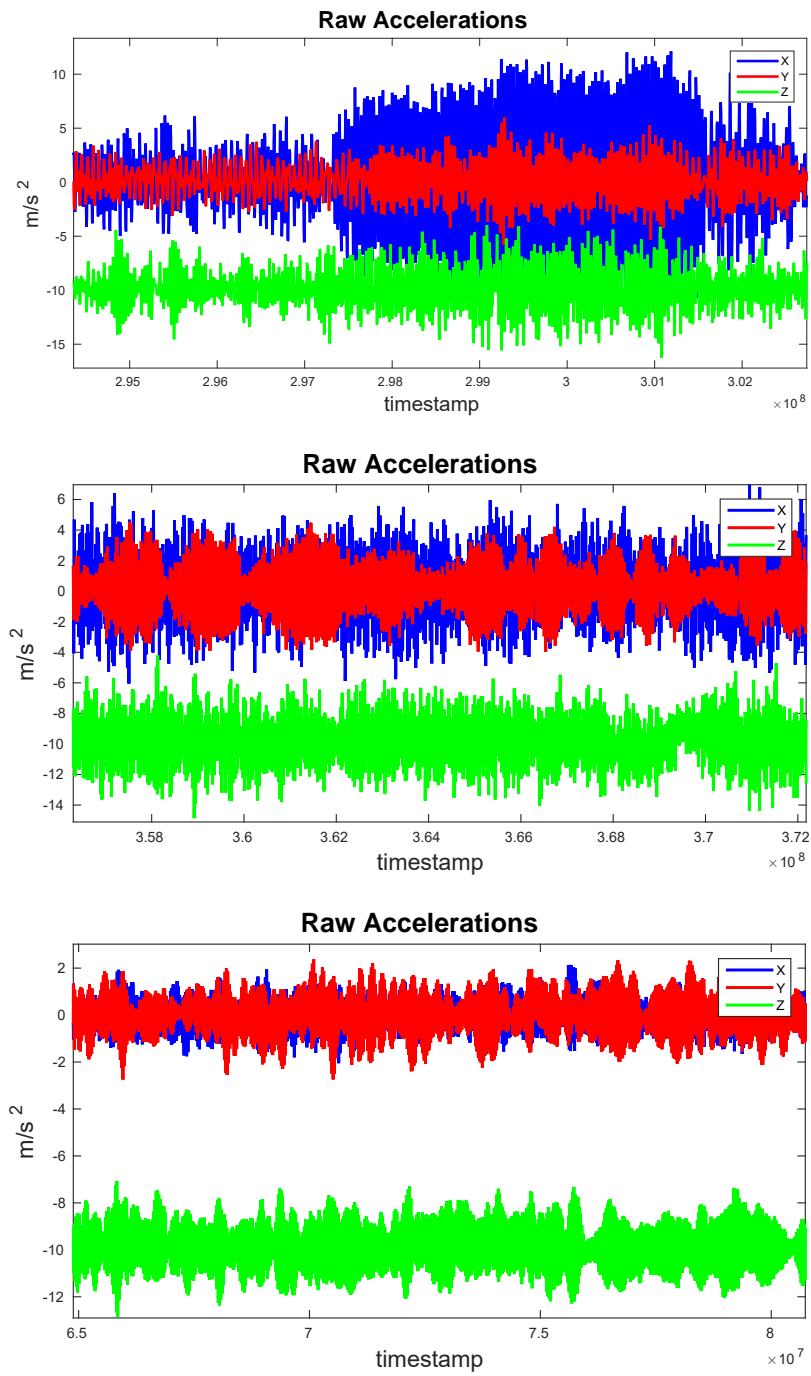 Raw Accelerations
X
Y
Z
10
5
0
-5
-10
-15
m/s 2
2.95 2.96 2.97 2.98 2.99 3 3.01 3.02
timestamp
×10 8
Raw Accelerations
X
Y
Z
6
4
2
0
-2
-4
-6
-8
-10
-12
-14
m/s 2
3.58 3.6 3.62 3.64 3.66 3.68 3.7 3.72
timestamp
×10 8
Raw Accelerations
X
Y
Z
2
0
-2
-4
-6
-8
-10
-12
m/s 2
6.5 7 7.5 8
timestamp
×10 7